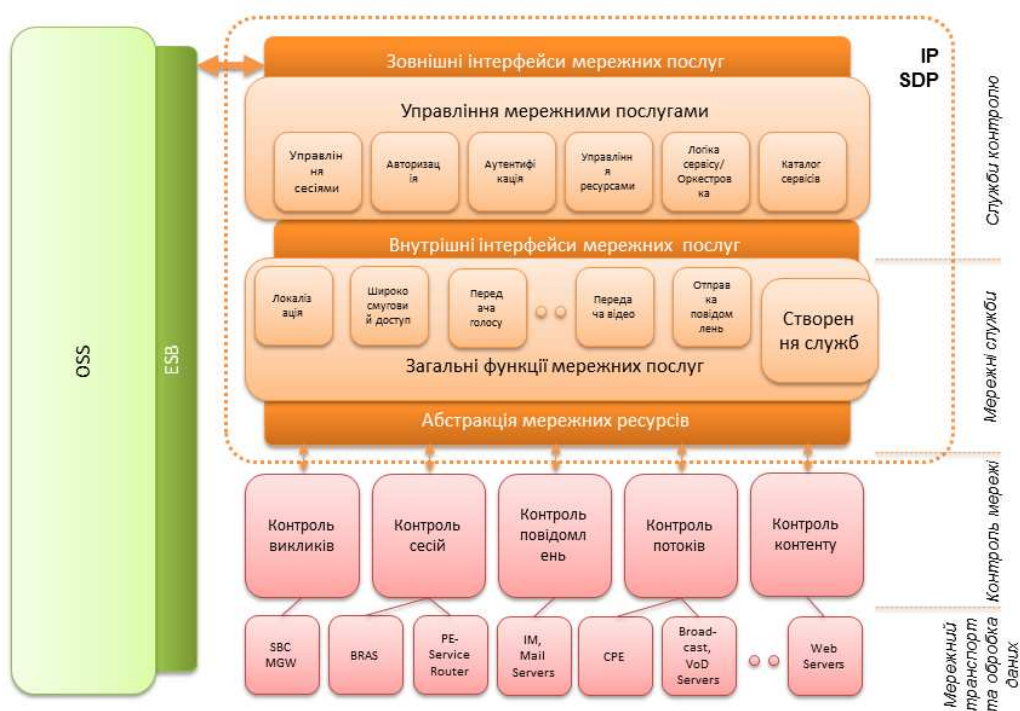 IP
SDP
Зовнішні інтерфейси мережних послуг
Управління мережними послугами
Управлін
ня
сесіями
Авторизац
ія
Аутентифі
кація
Управлінн
я
ресурсами
Логіка
сервісу/
Оркестров
ка
Каталог
сервісів
Служби контролю
Внутрішні інтерфейси мережних послуг
Локаліз
ація
Широко
смугови
й доступ
Перед
ача
голосу
Переда
ча відео
Отправ
ка
повідом
лень
Створен
ня служб
Загальні функції мережних послуг
Мережні служби
Абстракція мережних ресурсів
OSS
ESB
Контроль
викликів
Контроль
сесій
Контроль
повідомл
ень
Контроль
потоків
Контроль
контенту
Контроль мережі
SBC
MGW
BRAS
PE-
Service
Router
IM,
Mail
Servers
CPE
Broad-
cast,
VoD
Servers
Web
Servers
Мережний
транспорт
та обробка
даних